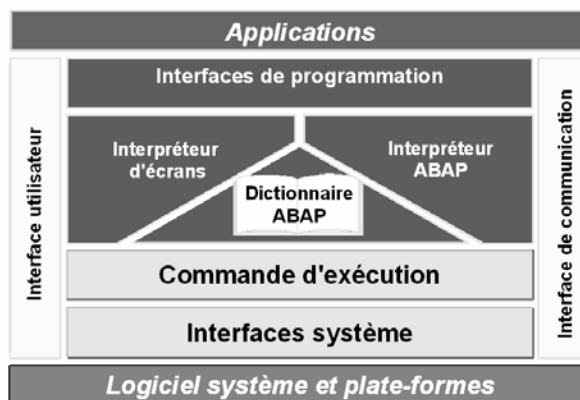 Applications
Interfaces de programmation
Interface utilisateur
Interpréteur
d'écrans
Interpréteur
ABAP
Dictionnaire
ABAP
Interface de communication
Commande d'exécution
Interfaces système
Logiciel système et plate-formes